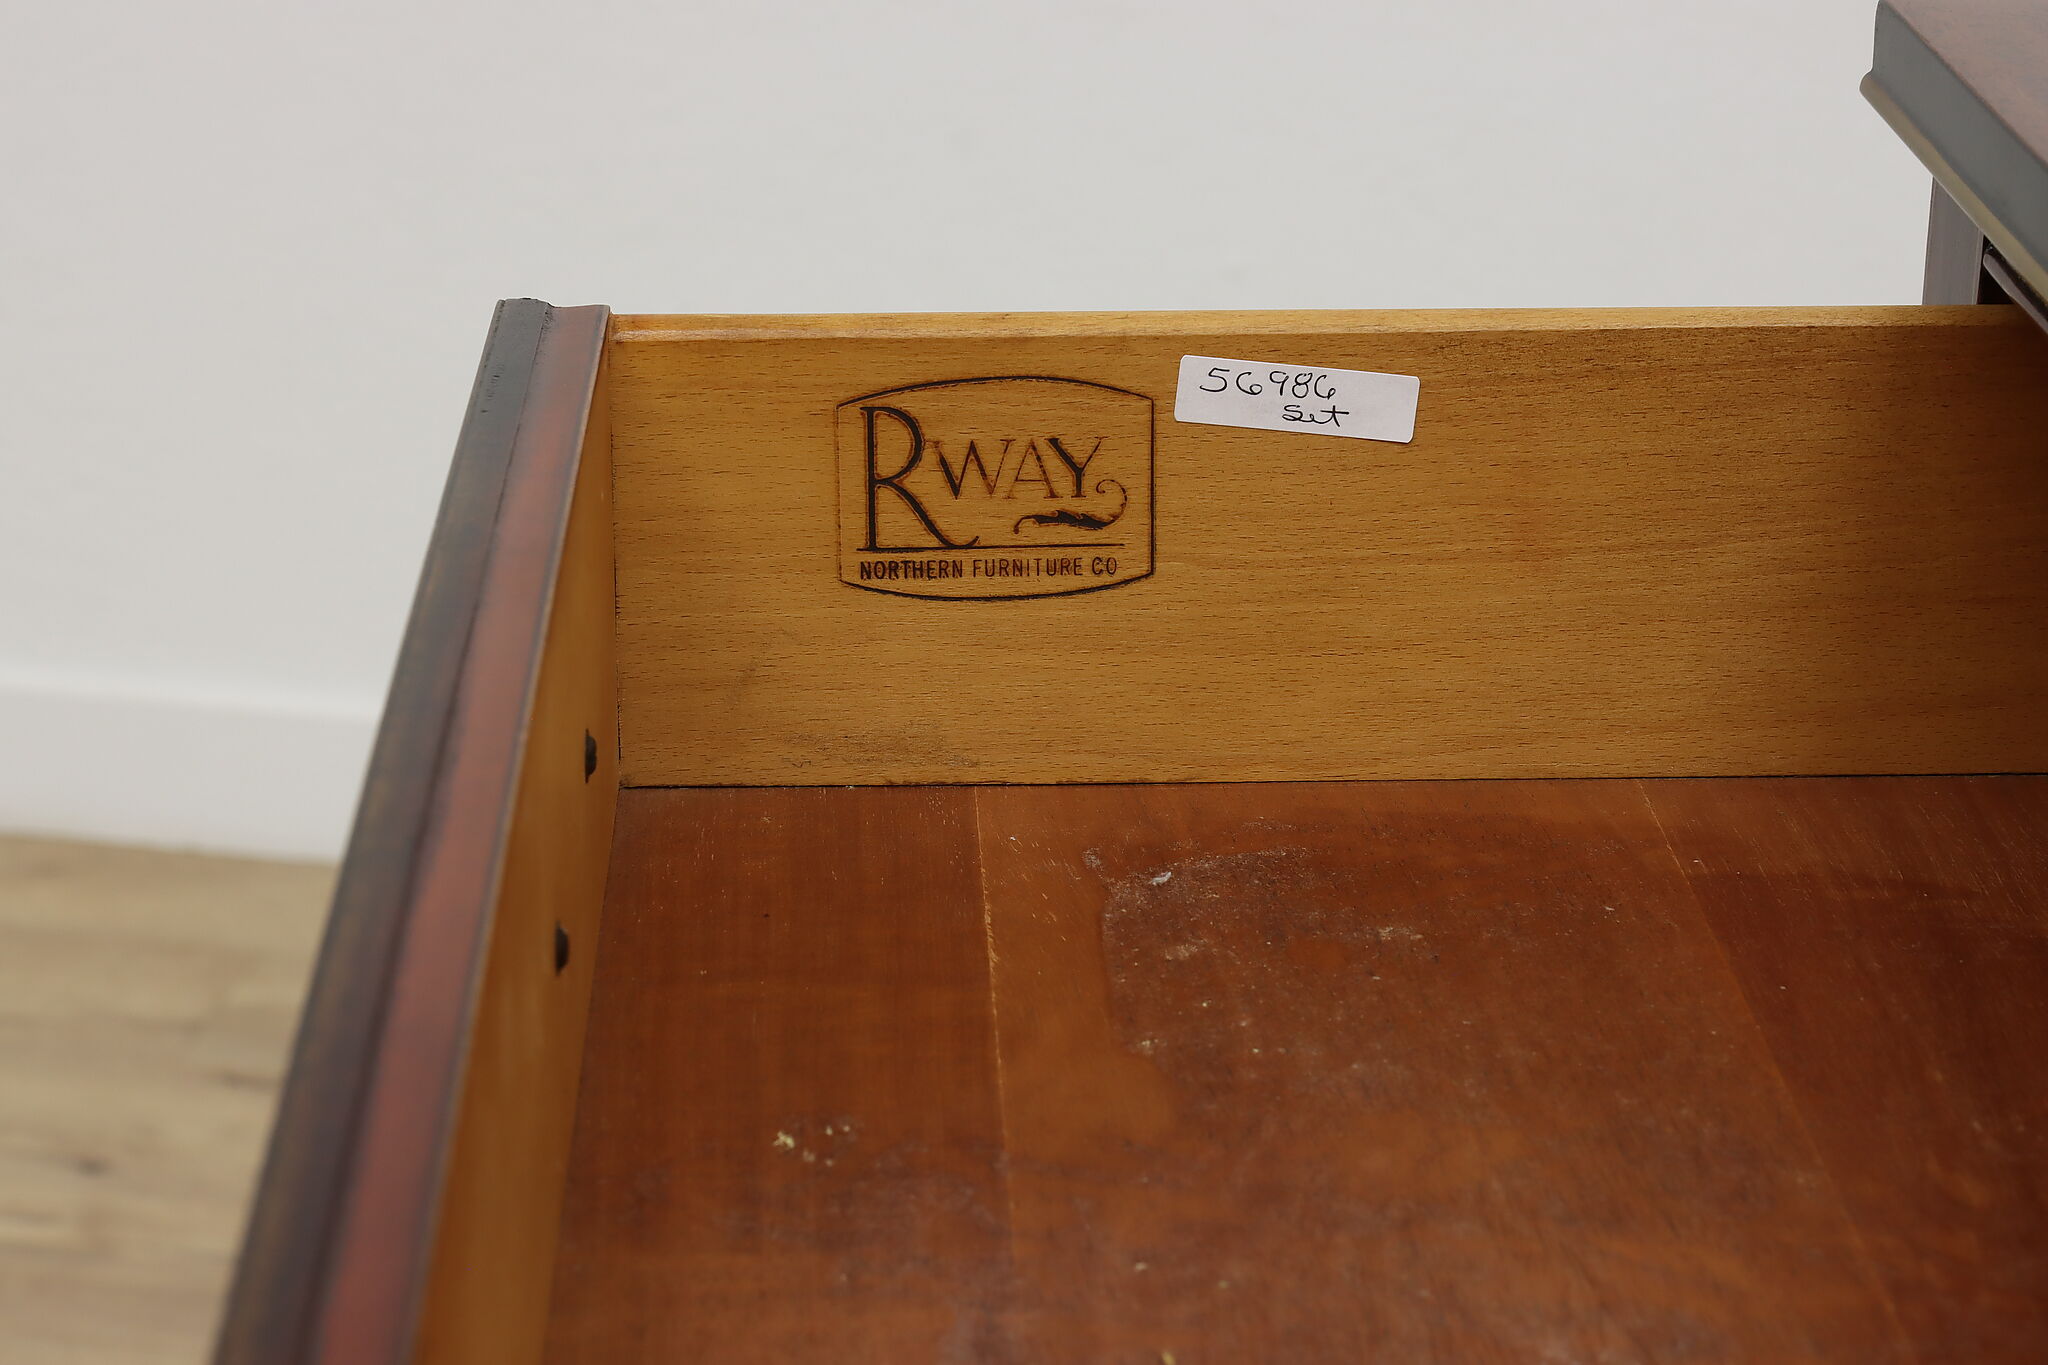 RWAY
NORTHERN FURNITURE CO
56986
Set